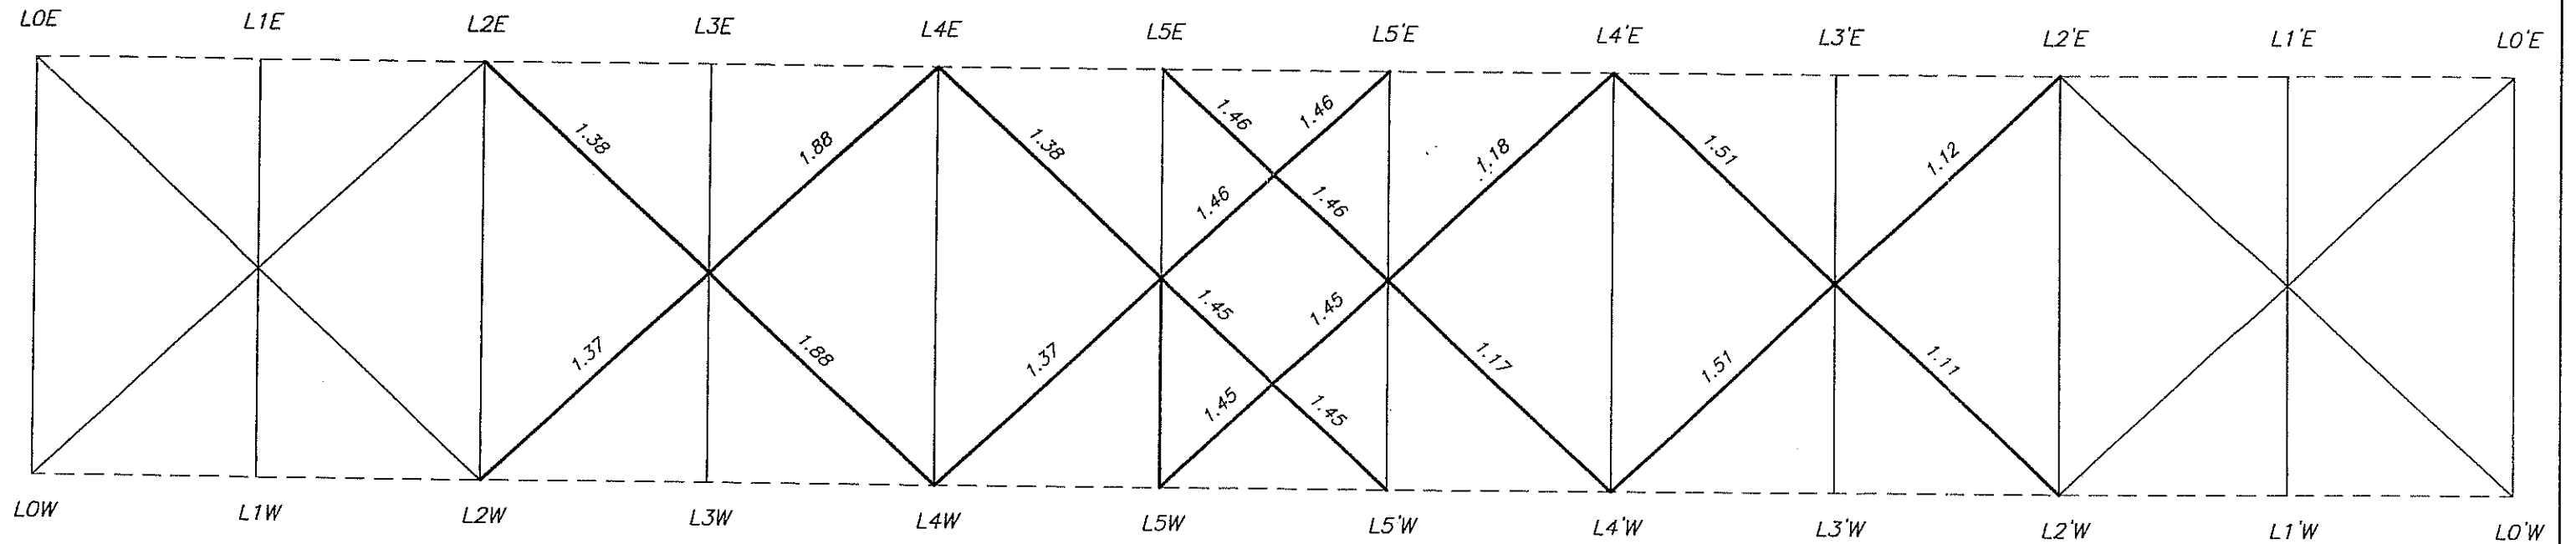 L0E L1E L2E L3E L4E L5E L5'E L4'E L3'E L2'E L1'E L0'E
1.38 1.88 1.38 1.46 1.46 1.18 1.51 1.12
1.46 1.46
1.37 1.88 1.37 1.45 1.45 1.17 1.51 1.11
1.45 1.45
L0W L1W L2W L3W L4W L5W L5'W L4'W L3'W L2'W L1'W L0'W